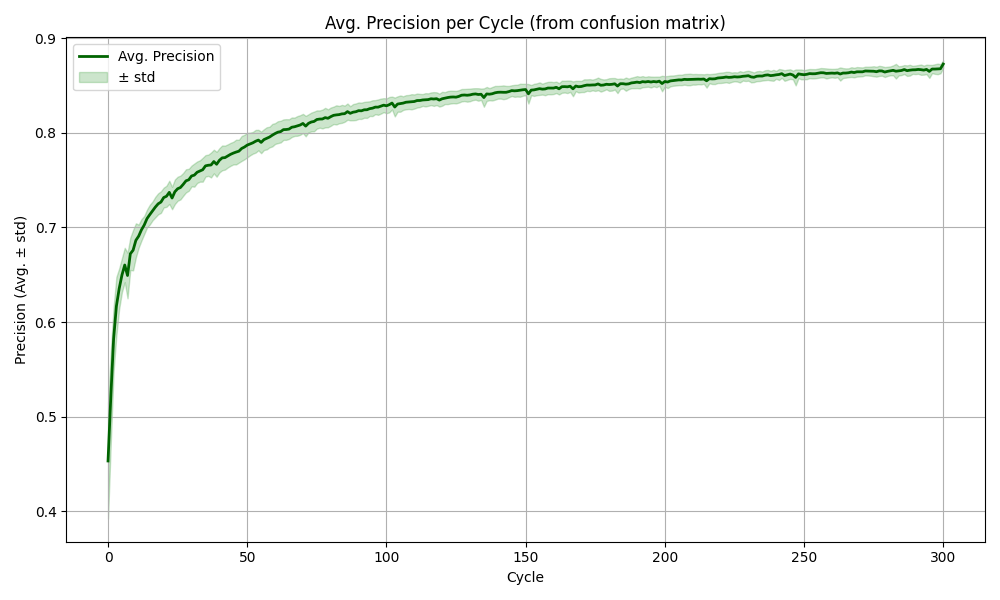 Avg. Precision per Cycle (from confusion matrix)
Avg. Precision
± std
Precision (Avg. ± std)
0.9
0.8
0.7
0.6
0.5
0.4
0 50 100 150 200 250 300
Cycle